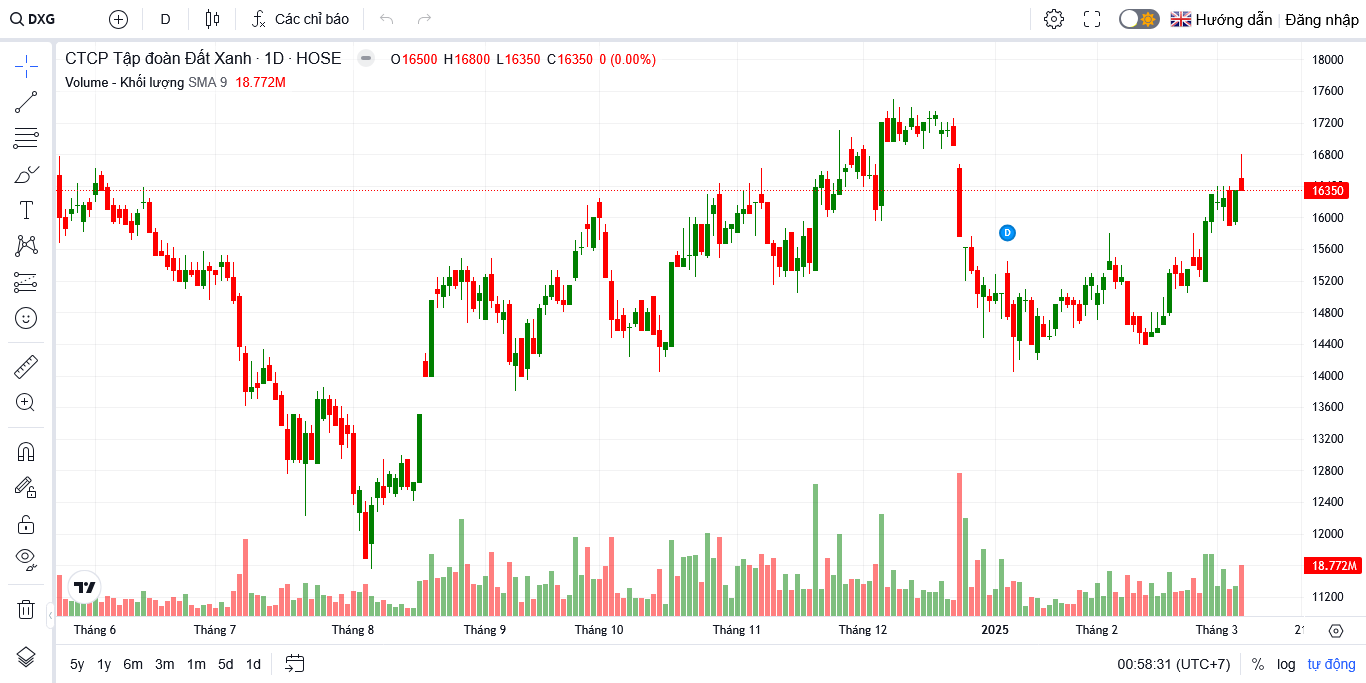 DXG D Các chỉ báo Hướng dẫn Đăng nhập
CTCP Tập đoàn Đất Xanh · 1D · HOSE O16500 H16800 L16350 C16350 0 (0.00%)
Volume - Khối lượng SMA 9 18.772M
18000
17600
17200
16800
16350
16000
15600
D
15200
14800
14400
14000
13600
13200
12800
12400
12000
18.772M
11200
Tháng 6 Tháng 7 Tháng 8 Tháng 9 Tháng 10 Tháng 11 Tháng 12 2025 Tháng 2 Tháng 3
5y 1y 6m 3m 1m 5d 1d 00:58:31 (UTC+7) % log tự động